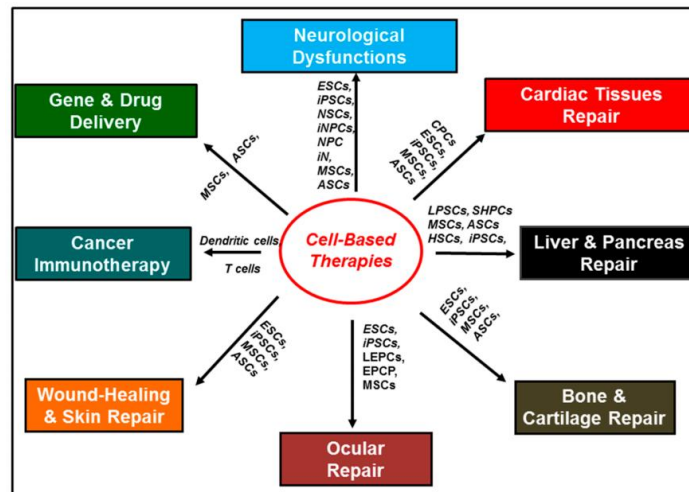 Neurological
Dysfunctions
Gene & Drug
Delivery
Cardiac Tissues
Repair
ESCs,
iPSCs,
NSCs,
iNPCs,
NPC
iN,
MSCs,
ASCs
MSCs, ASCs,
CPCs
ESCs,
iPSCs,
MSCs,
ASCs
Cancer
Immunotherapy
Dendritic cells,
T cells
Cell-Based
Therapies
LPSCs, SHPCs
MSCs, ASCs
HSCs, iPSCs,
Liver & Pancreas
Repair
ESCs,
iPSCs,
MSCs,
ASCs
ESCs,
iPSCs,
LEPCs,
EPCP,
MSCs
ESCs,
iPSCs,
MSCs,
ASCs,
Wound-Healing
& Skin Repair
Ocular
Repair
Bone &
Cartilage Repair